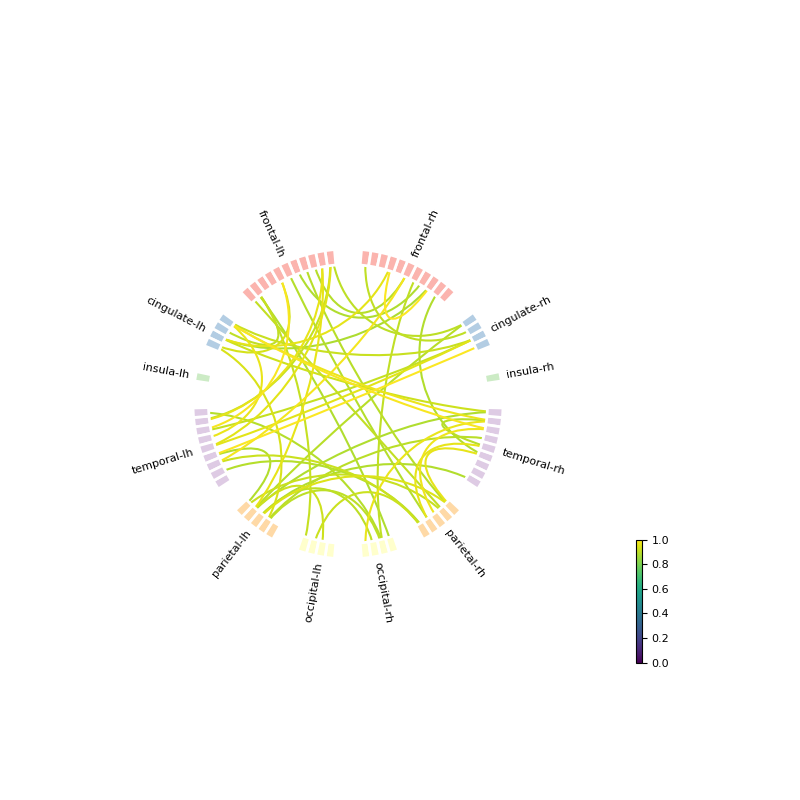 frontal-lh
frontal-rh
cingulate-lh
cingulate-rh
insula-lh
insula-rh
temporal-lh
temporal-rh
parietal-lh
parietal-rh
occipital-lh
occipital-rh
1.0
0.8
0.6
0.4
0.2
0.0